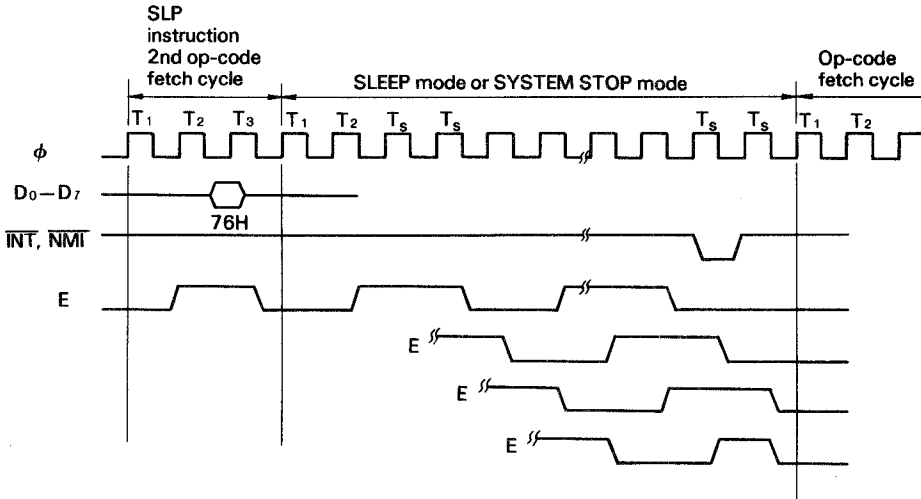 SLP
instruction
2nd op-code
fetch cycle
SLEEP mode or SYSTEM STOP mode
Op-code
fetch cycle
T1 T2 T3 T1 T2 Ts Ts Ts Ts T1 T2
φ
D0—D7
76H
INT, NMI
E
E
E
E